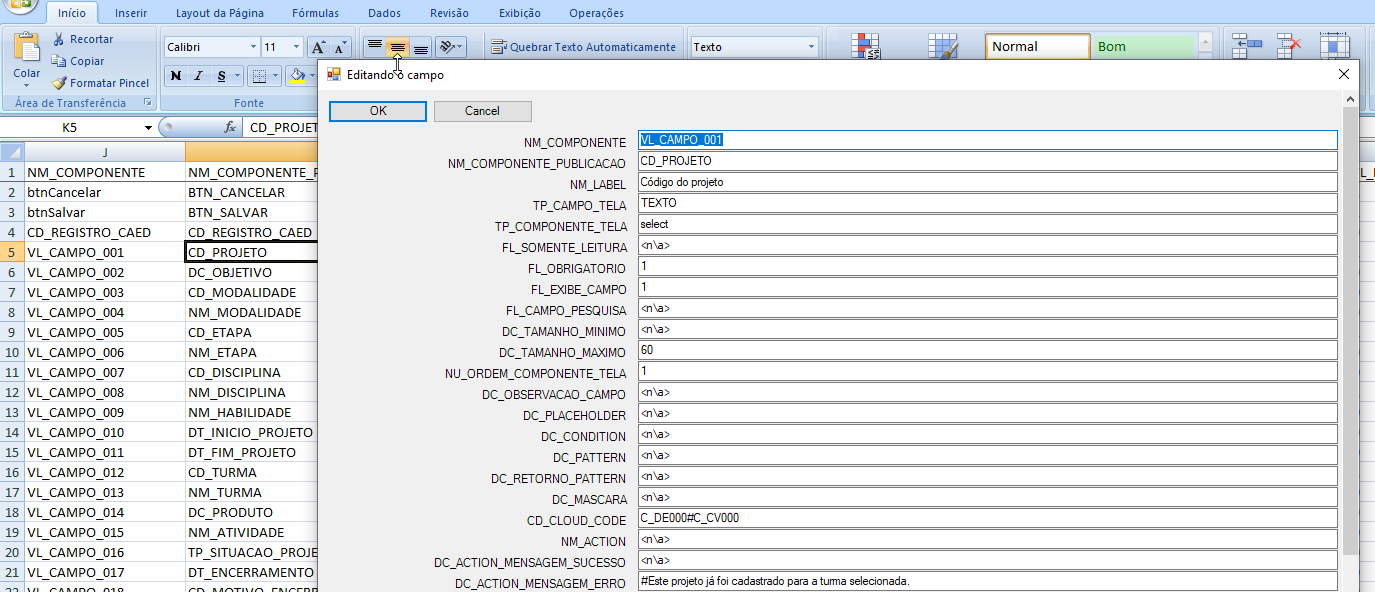 Início Inserir Layout da Página Fórmulas Dados Revisão Exibição Operações
Colar
Recortar
Copiar
Formatar Pincel
Área de Transferência
Calibri 11 A A
N I S
Fonte
Quebrar Texto Automaticamente
Texto
Normal Bom
K5 fx CD_PROJET
Editando o campo
OK Cancel
NM_COMPONENTE VL_CAMPO_001
NM_COMPONENTE_PUBLICACAO CD_PROJETO
NM_LABEL Código do projeto
TP_CAMPO_TELA TEXTO
TP_COMPONENTE_TELA select
FL_SOMENTE_LEITURA <n\a>
FL_OBRIGATORIO 1
FL_EXIBE_CAMPO 1
FL_CAMPO_PESQUISA <n\a>
DC_TAMANHO_MINIMO <n\a>
DC_TAMANHO_MAXIMO 60
NU_ORDEM_COMPONENTE_TELA 1
DC_OBSERVACAO_CAMPO <n\a>
DC_PLACEHOLDER <n\a>
DC_CONDITION <n\a>
DC_PATTERN <n\a>
DC_RETORNO_PATTERN <n\a>
DC_MASCARA <n\a>
CD_CLOUD_CODE C_DE000#C_CV000
NM_ACTION <n\a>
DC_ACTION_MENSAGEM_SUCESSO <n\a>
DC_ACTION_MENSAGEM_ERRO #Este projeto já foi cadastrado para a turma selecionada.
J
1 NM_COMPONENTE NM_COMPONENTE_P
2 btnCancelar BTN_CANCELAR
3 btnSalvar BTN_SALVAR
4 CD_REGISTRO_CAED CD_REGISTRO_CAED
5 VL_CAMPO_001 CD_PROJETO
6 VL_CAMPO_002 DC_OBJETIVO
7 VL_CAMPO_003 CD_MODALIDADE
8 VL_CAMPO_004 NM_MODALIDADE
9 VL_CAMPO_005 CD_ETAPA
10 VL_CAMPO_006 NM_ETAPA
11 VL_CAMPO_007 CD_DISCIPLINA
12 VL_CAMPO_008 NM_DISCIPLINA
13 VL_CAMPO_009 NM_HABILIDADE
14 VL_CAMPO_010 DT_INICIO_PROJETO
15 VL_CAMPO_011 DT_FIM_PROJETO
16 VL_CAMPO_012 CD_TURMA
17 VL_CAMPO_013 NM_TURMA
18 VL_CAMPO_014 DC_PRODUTO
19 VL_CAMPO_015 NM_ATIVIDADE
20 VL_CAMPO_016 TP_SITUACAO_PROJE
21 VL_CAMPO_017 DT_ENCERRAMENTO
22 VL_CAMPO_018 CD_MOTIVO_ENCERR